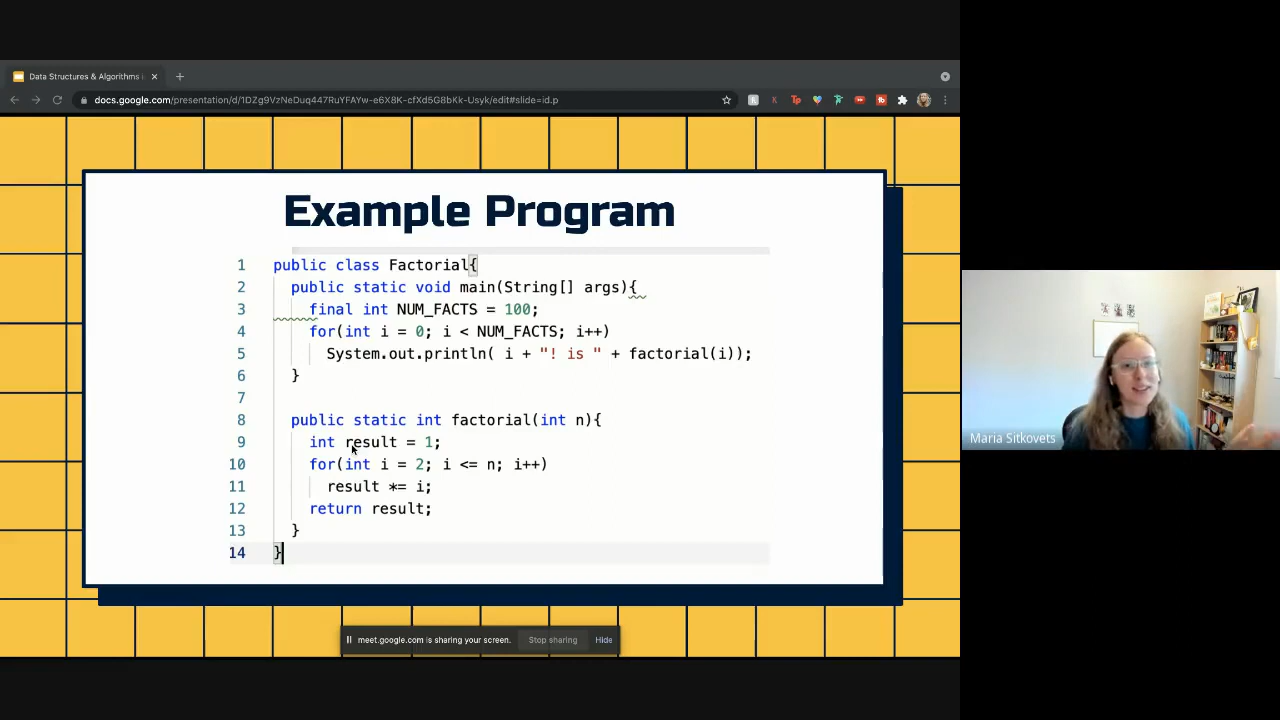 Data Structures & Algorithms i
docs.google.com/presentation/d/1DZg9VzNeDuq447RuYFAYw-e6X8K-cfXd5G8bKk-Usyk/edit#slide=id.p
Example Program
1 public class Factorial{
2 public static void main(String[] args){
3 final int NUM_FACTS = 100;
4 for(int i = 0; i < NUM_FACTS; i++)
5 System.out.println( i + "! is " + factorial(i));
6 }
7
8 public static int factorial(int n){
9 int result = 1;
10 for(int i = 2; i <= n; i++)
11 result *= i;
12 return result;
13 }
14 }
meet.google.com is sharing your screen. Stop sharing Hide
Maria Sitkovets